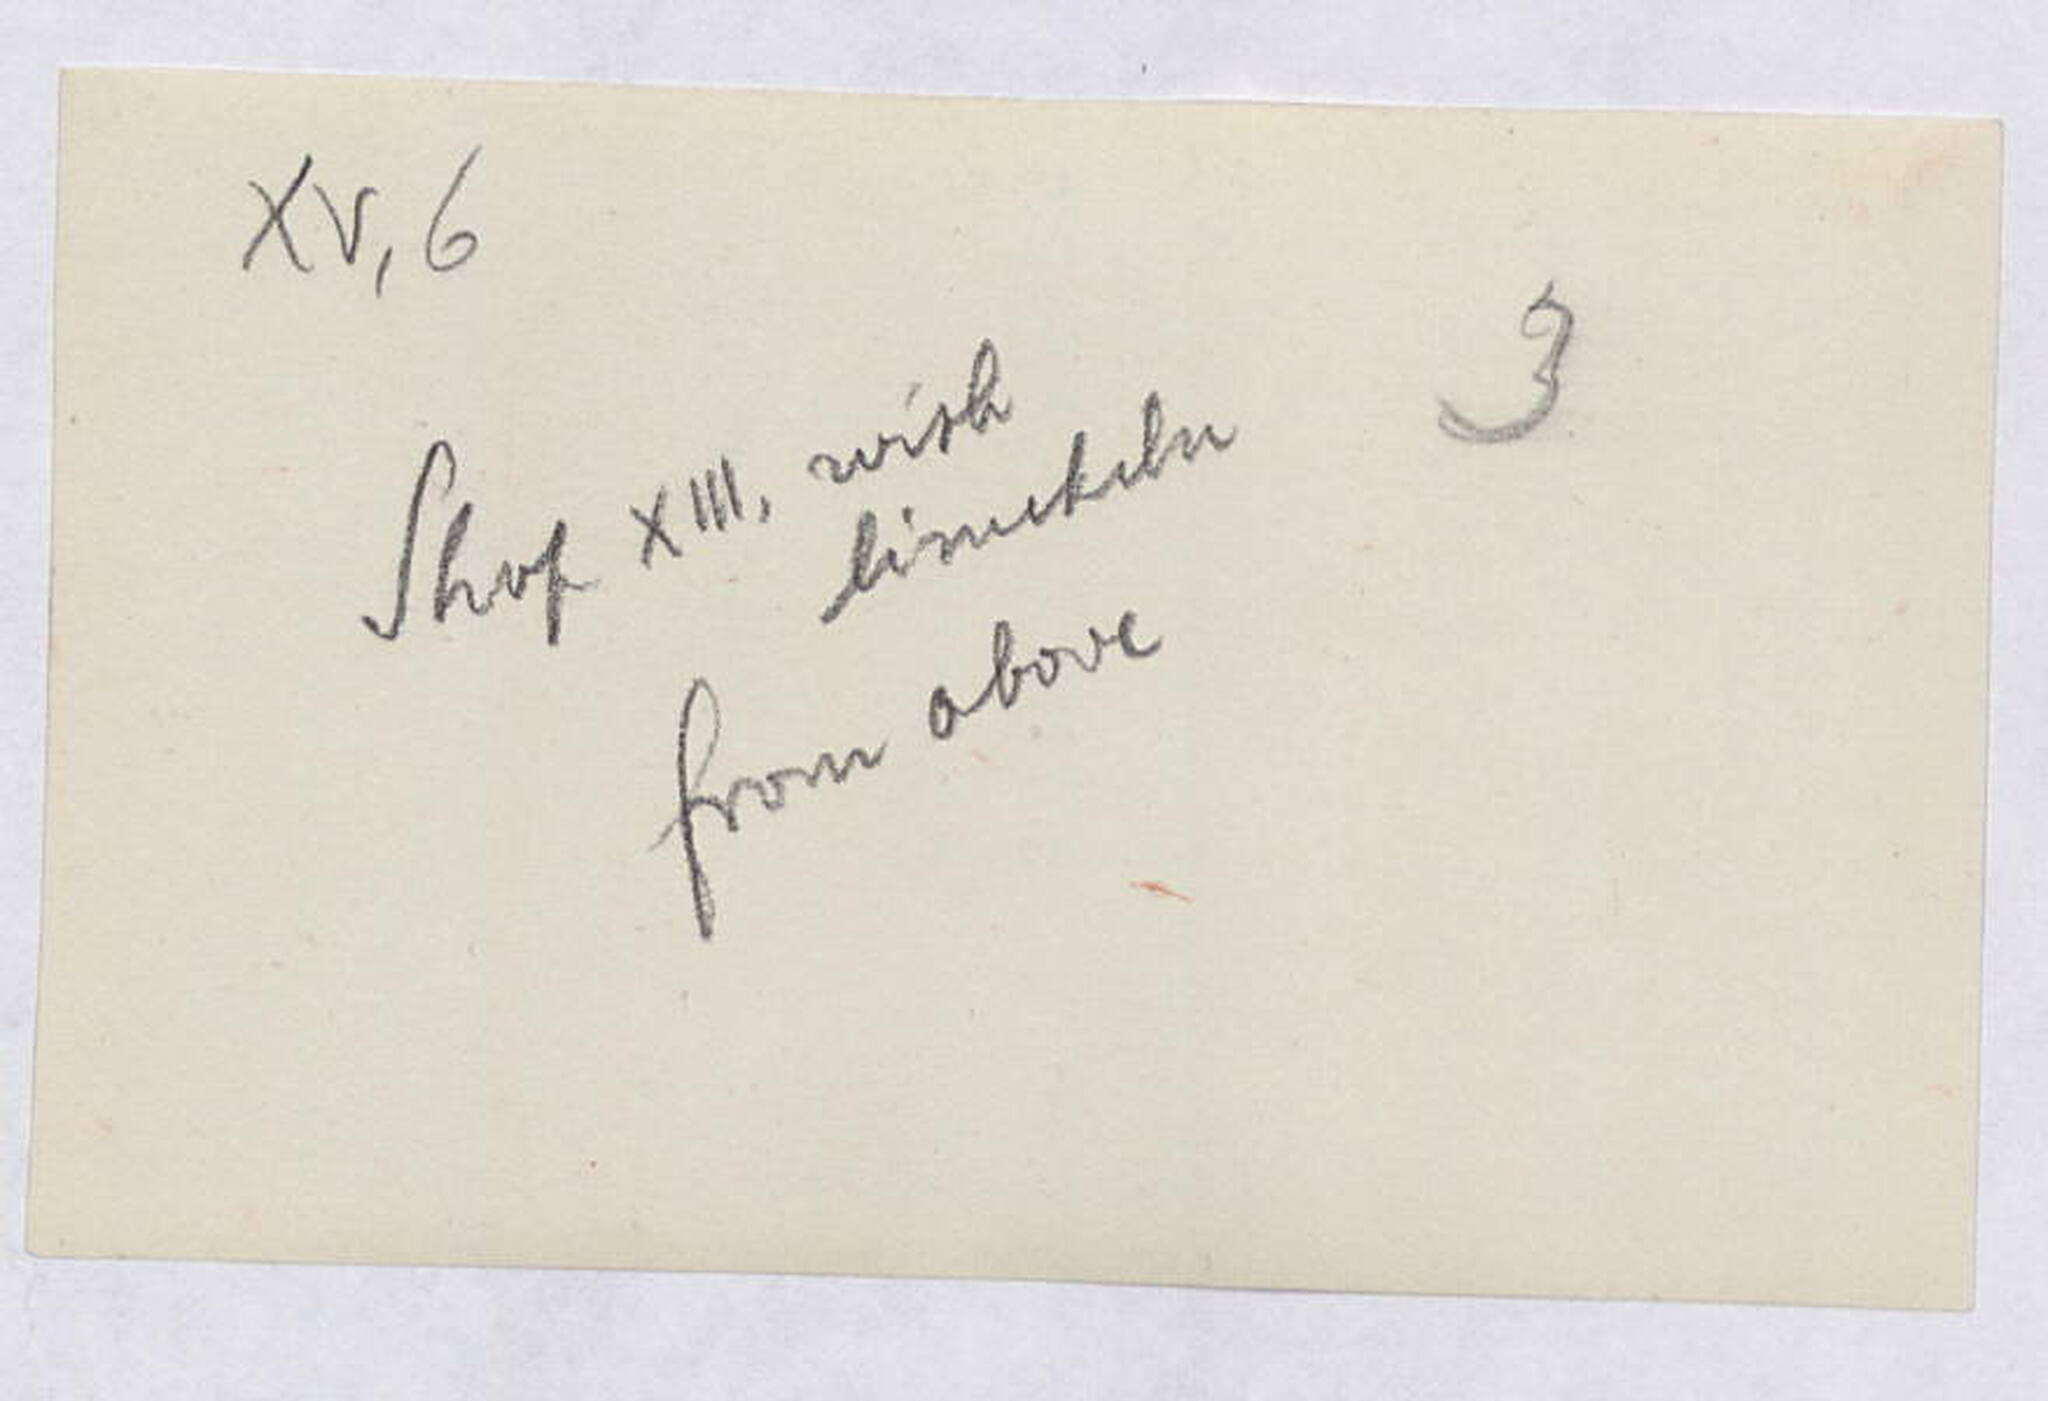 XV, 6
3
Shop XIII, with
limekiln
from above